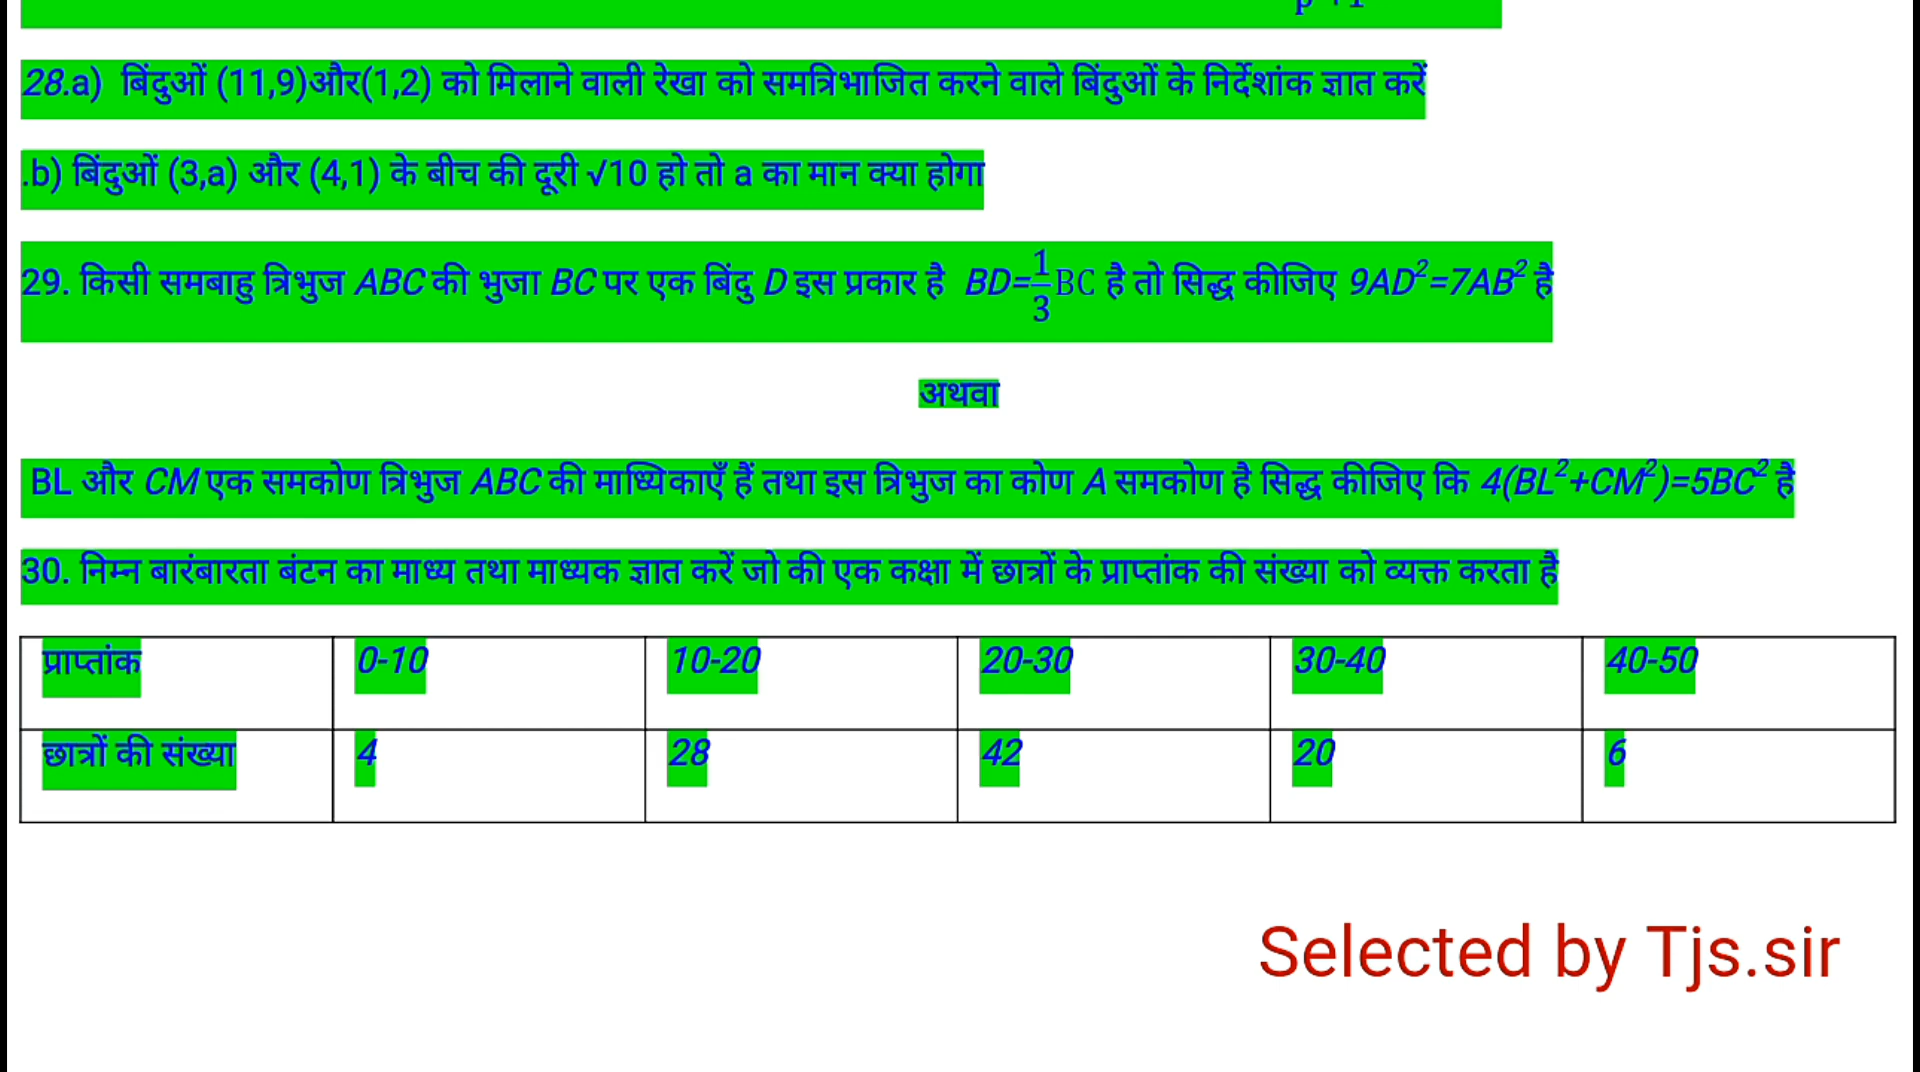 28.a) बिंदुओं (11,9)और(1,2) को मिलाने वाली रेखा को समत्रिभाजित करने वाले बिंदुओं के निर्देशांक ज्ञात करें
.b) बिंदुओं (3,a) और (4,1) के बीच की दूरी √10 हो तो a का मान क्या होगा
29. किसी समबाहु त्रिभुज ABC की भुजा BC पर एक बिंदु D इस प्रकार है BD=1/3BC है तो सिद्ध कीजिए 9AD²=7AB² है
अथवा
BL और CM एक समकोण त्रिभुज ABC की माध्यिकाएँ हैं तथा इस त्रिभुज का कोण A समकोण है सिद्ध कीजिए कि 4(BL²+CM²)=5BC² है
30. निम्न बारंबारता बंटन का माध्य तथा माध्यक ज्ञात करें जो की एक कक्षा में छात्रों के प्राप्तांक की संख्या को व्यक्त करता है
प्राप्तांक 0-10 10-20 20-30 30-40 40-50
छात्रों की संख्या 4 28 42 20 6
Selected by Tjs.sir